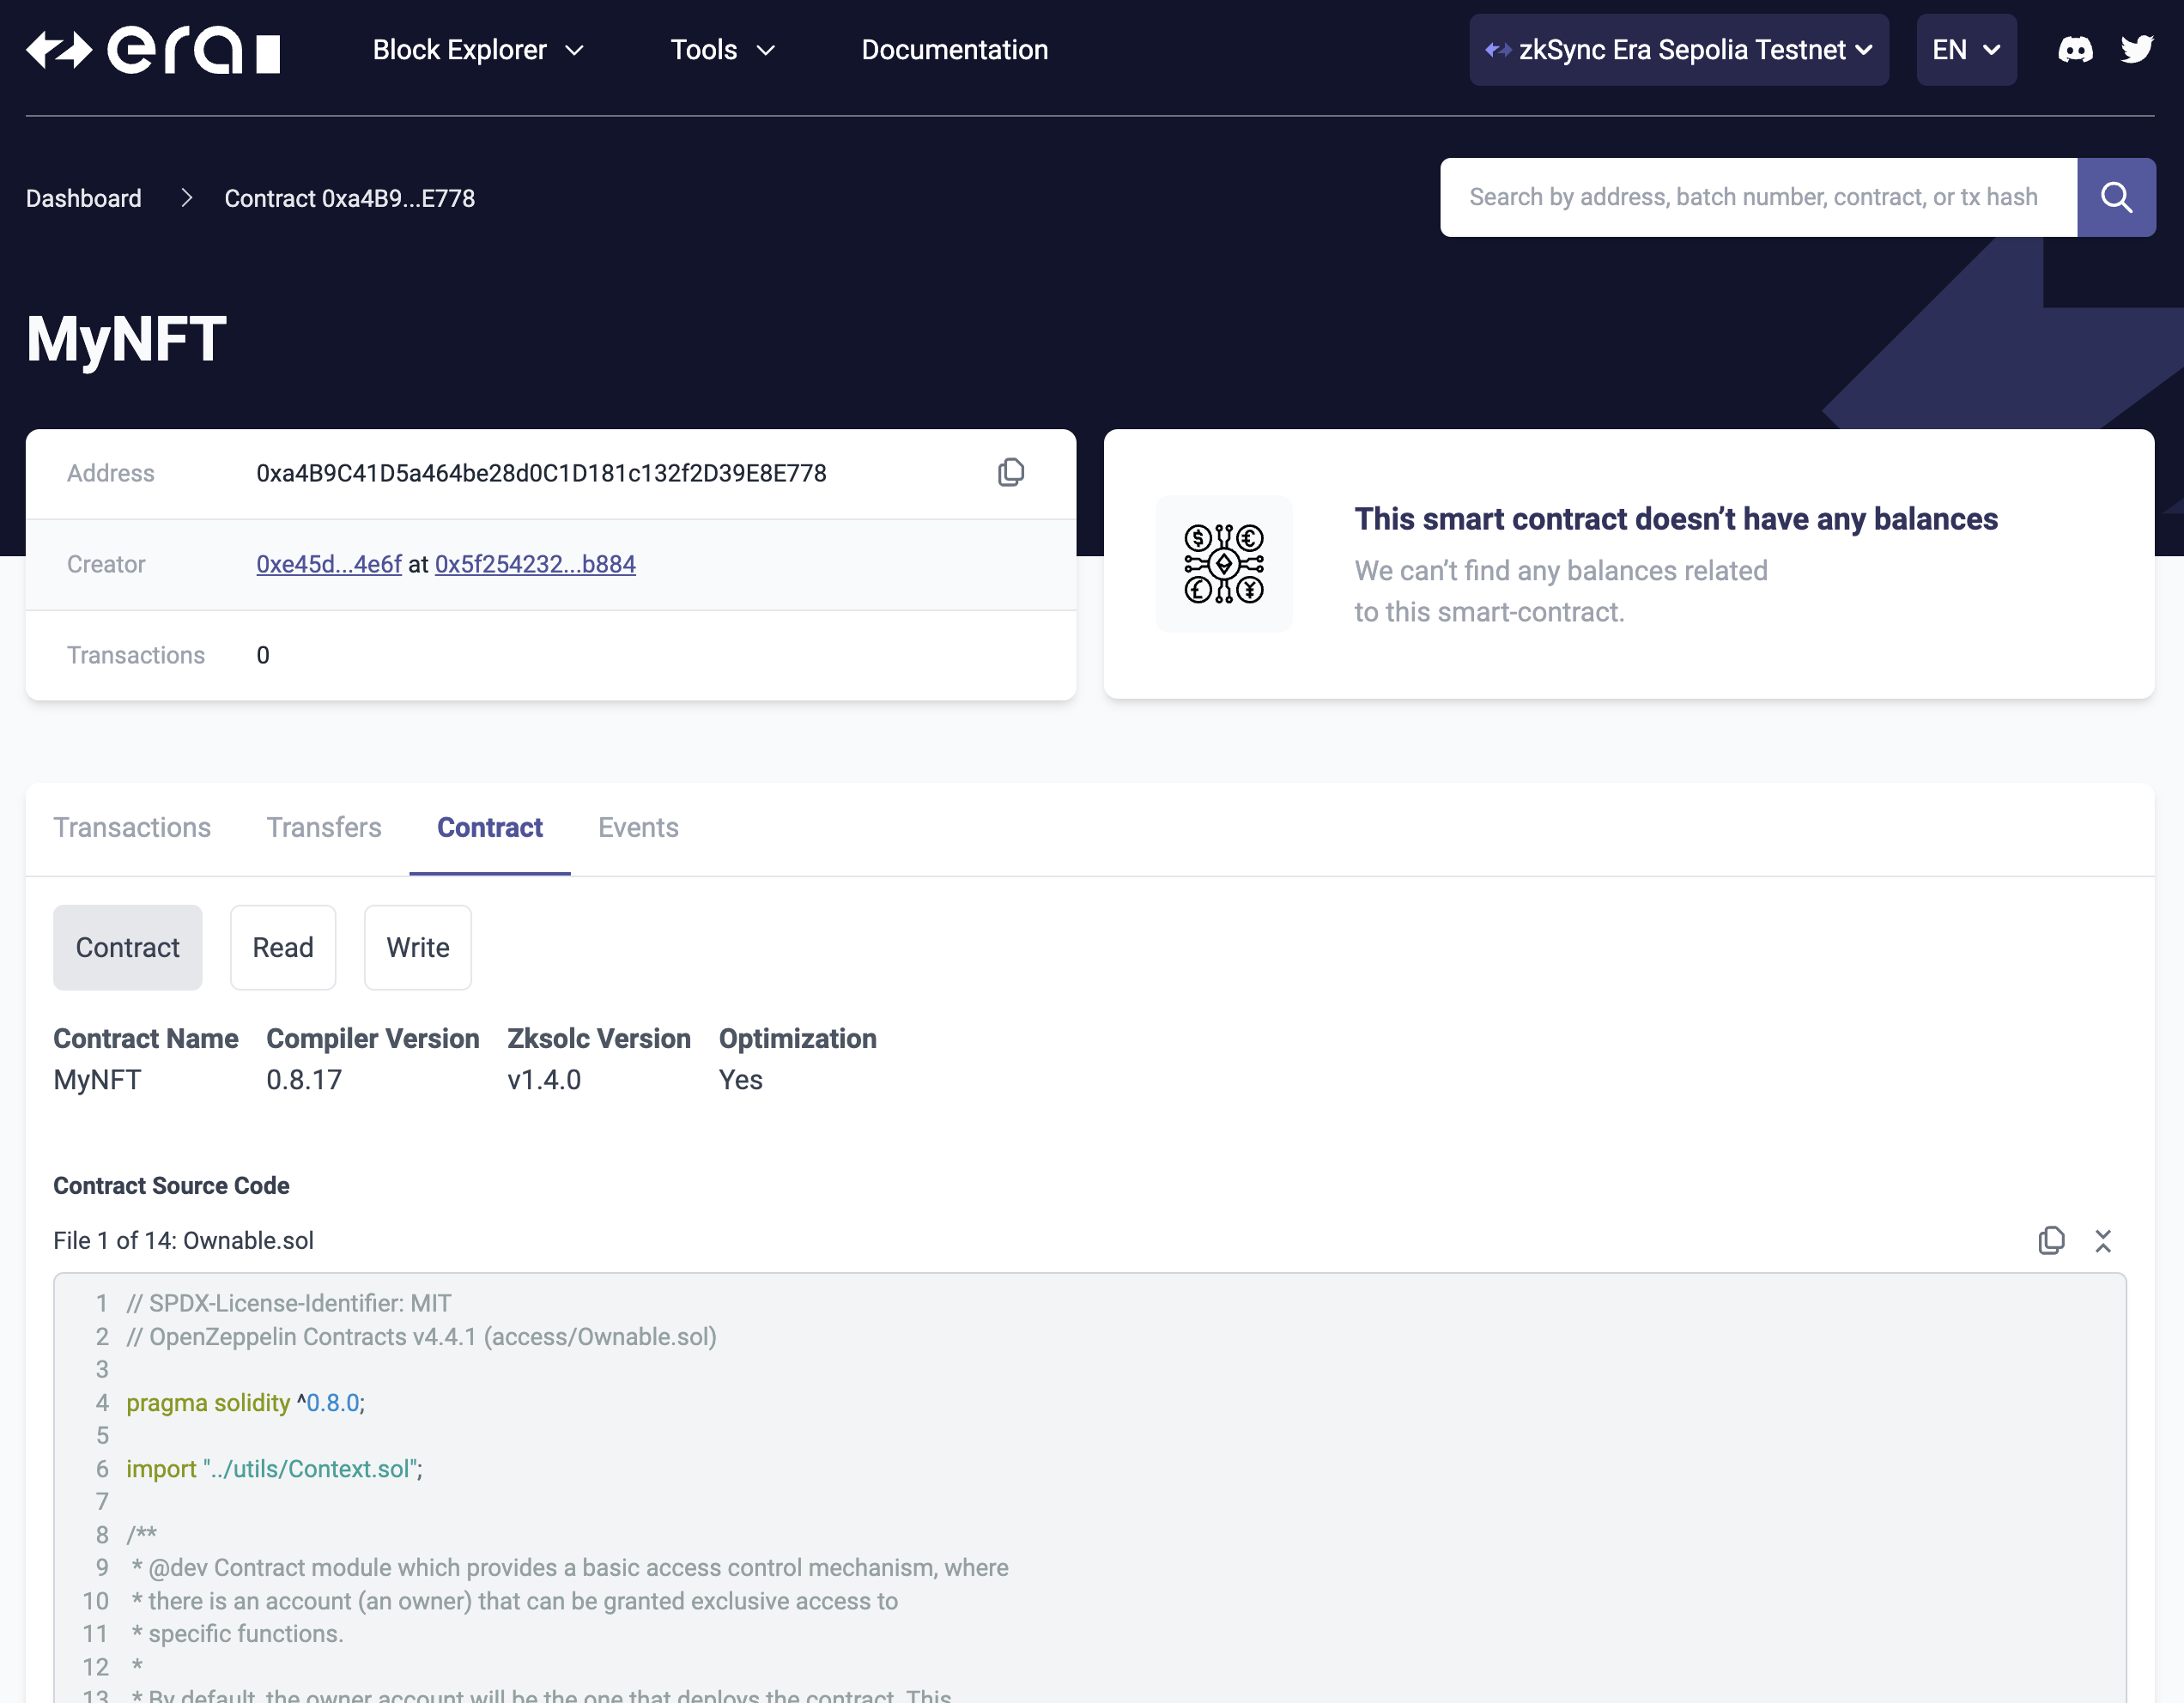 era
Block Explorer
Tools
Documentation
zkSync Era Sepolia Testnet
EN
Dashboard
Contract 0xa4B9...E778
Search by address, batch number, contract, or tx hash
MyNFT
Address 0xa4B9C41D5a464be28d0C1D181c132f2D39E8E778
Creator 0xe45d...4e6f at 0x5f254232...b884
Transactions 0
This smart contract doesn’t have any balances
We can’t find any balances related
to this smart-contract.
Transactions Transfers Contract Events
Contract Read Write
Contract Name Compiler Version Zksolc Version Optimization
MyNFT 0.8.17 v1.4.0 Yes
Contract Source Code
File 1 of 14: Ownable.sol
1 // SPDX-License-Identifier: MIT
2 // OpenZeppelin Contracts v4.4.1 (access/Ownable.sol)
3
4 pragma solidity ^0.8.0;
5
6 import "../utils/Context.sol";
7
8 /**
9 * @dev Contract module which provides a basic access control mechanism, where
10 * there is an account (an owner) that can be granted exclusive access to
11 * specific functions.
12 *
13 * By default, the owner account will be the one that deploys the contract. This